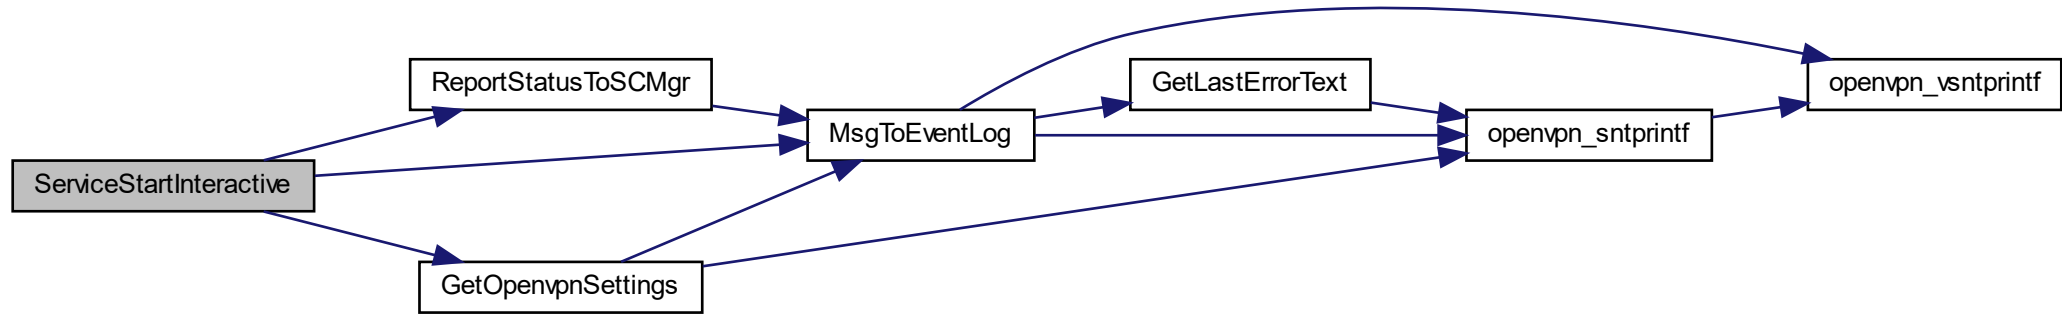 ServiceStartInteractive
ReportStatusToSCMgr
GetOpenvpnSettings
MsgToEventLog
GetLastErrorText
openvpn_sntprintf
openvpn_vsntprintf